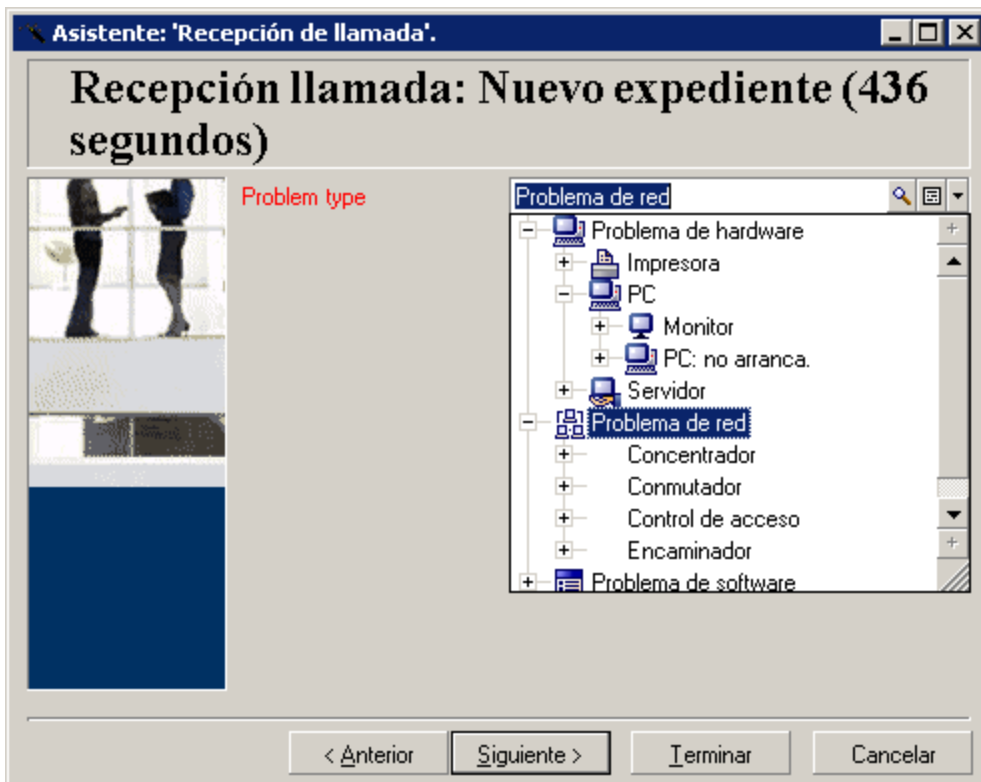 Asistente: 'Recepción de llamada'.
Recepción llamada: Nuevo expediente (436
segundos)
Problem type
Problema de red
Problema de hardware
Impresora
PC
Monitor
PC: no arranca.
Servidor
Problema de red
Concentrador
Conmutador
Control de acceso
Encaminador
Problema de software
< Anterior
Siguiente >
Terminar
Cancelar